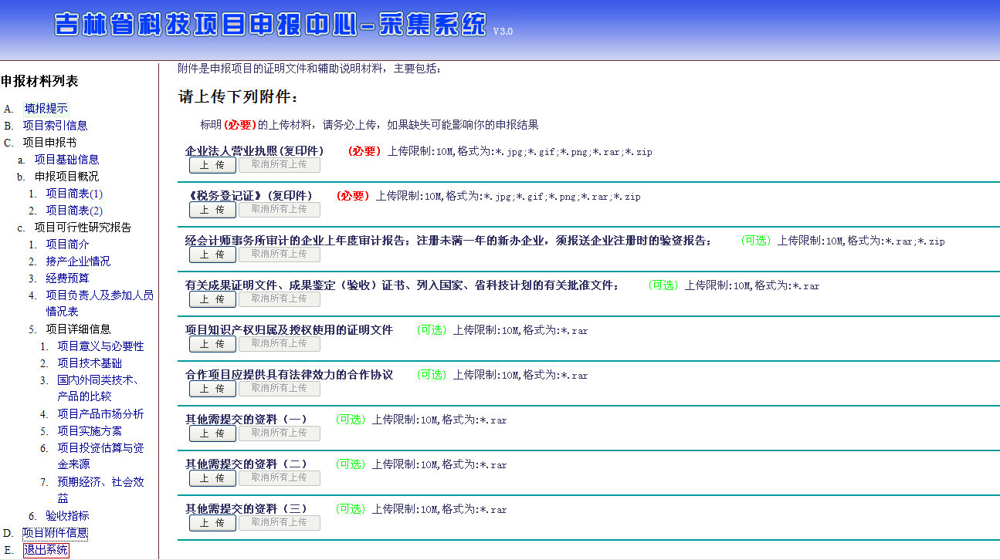 吉林省科技项目申报中心-采集系统 V3.0
申报材料列表
A. 填报提示
B. 项目索引信息
C. 项目申报书
a. 项目基础信息
b. 申报项目概况
1. 项目简表(1)
2. 项目简表(2)
c. 项目可行性研究报告
1. 项目简介
2. 接产企业情况
3. 经费预算
4. 项目负责人及参加人员
情况表
5. 项目详细信息
1. 项目意义与必要性
2. 项目技术基础
3. 国内外同类技术、
产品的比较
4. 项目产品市场分析
5. 项目实施方案
6. 项目投资估算与资
金来源
7. 预期经济、社会效
益
6. 验收指标
D. 项目附件信息
E. 退出系统
附件是申报项目的证明文件和辅助说明材料，主要包括：
请上传下列附件：
标明(必要)的上传材料，请务必上传，如果缺失可能影响你的申报结果
企业法人营业执照(复印件) (必要) 上传限制:10M,格式为:*.jpg;*.gif;*.png;*.rar;*.zip
上 传 取消所有上传
《税务登记证》(复印件) (必要) 上传限制:10M,格式为:*.jpg;*.gif;*.png;*.rar;*.zip
上 传 取消所有上传
经会计师事务所审计的企业上年度审计报告；注册未满一年的新办企业，须报送企业注册时的验资报告； (可选) 上传限制:10M,格式为:*.rar;*.zip
上 传 取消所有上传
有关成果证明文件、成果鉴定（验收）证书、列入国家、省科技计划的有关批准文件； (可选) 上传限制:10M,格式为:*.rar
上 传 取消所有上传
项目知识产权归属及授权使用的证明文件 (可选) 上传限制:10M,格式为:*.rar
上 传 取消所有上传
合作项目应提供具有法律效力的合作协议 (可选) 上传限制:10M,格式为:*.rar
上 传 取消所有上传
其他需提交的资料（一） (可选) 上传限制:10M,格式为:*.rar
上 传 取消所有上传
其他需提交的资料（二） (可选) 上传限制:10M,格式为:*.rar
上 传 取消所有上传
其他需提交的资料（三） (可选) 上传限制:10M,格式为:*.rar
上 传 取消所有上传